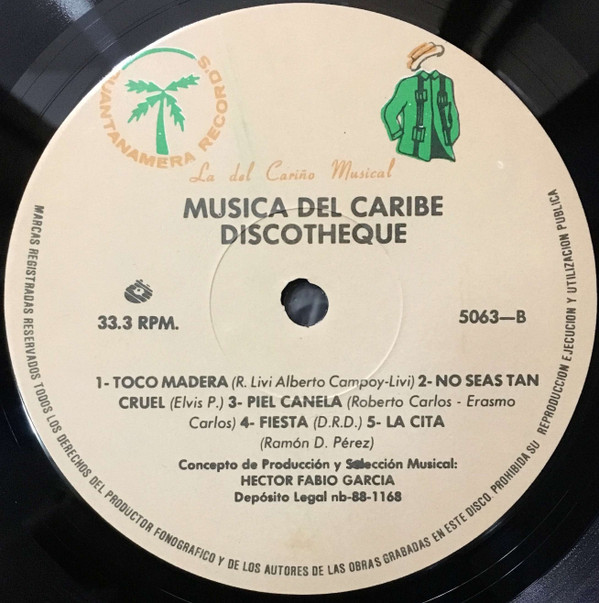 GUANTANAMERA RECORD'S
La del Cariño Musical
MUSICA DEL CARIBE
DISCOTHEQUE
33.3 RPM.
5063—B
1- TOCO MADERA (R. Livi Alberto Campoy-Livi) 2- NO SEAS TAN
CRUEL (Elvis P.) 3- PIEL CANELA (Roberto Carlos - Erasmo
Carlos) 4- FIESTA (D.R.D.) 5- LA CITA
(Ramón D. Pérez)
Concepto de Producción y Selección Musical:
HECTOR FABIO GARCIA
Depósito Legal nb-88-1168
MARCAS REGISTRADAS RESERVADOS TODOS LOS DERECHOS DEL PRODUCTOR FONOGRAFICO Y DE LOS AUTORES DE LAS OBRAS GRABADAS EN ESTE DISCO. PROHIBIDA SU REPRODUCCION EJECUCION Y UTILIZACION PUBLICA